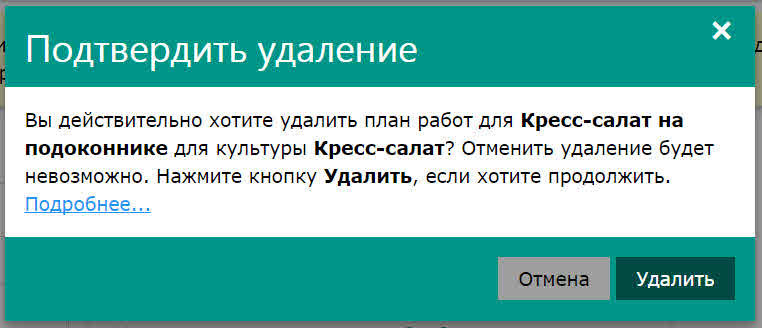 Подтвердить удаление
Вы действительно хотите удалить план работ для Кресс-салат на
подоконнике для культуры Кресс-салат? Отменить удаление будет
невозможно. Нажмите кнопку Удалить, если хотите продолжить.
Подробнее...
Отмена Удалить